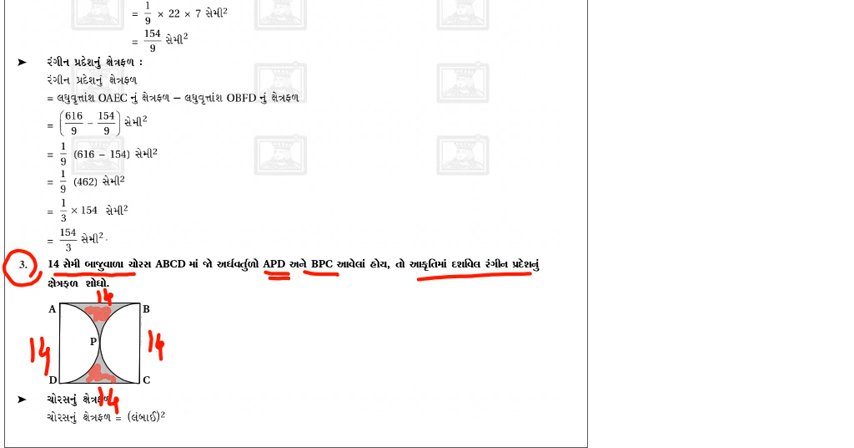 = 1/9 × 22 × 7 સેમી²
= 154/9 સેમી²
➤ રંગીન પ્રદેશનું ક્ષેત્રફળ :
રંગીન પ્રદેશનું ક્ષેત્રફળ
= લઘુવૃત્તાંશ OAEC નું ક્ષેત્રફળ – લઘુવૃત્તાંશ OBFD નું ક્ષેત્રફળ
= (616/9 – 154/9) સેમી²
= 1/9 (616 – 154) સેમી²
= 1/9 (462) સેમી²
= 1/3 × 154 સેમી²
= 154/3 સેમી².
3. 14 સેમી બાજુવાળા ચોરસ ABCD માં જો અર્ધવર્તુળો APD અને BPC આવેલાં હોય, તો આકૃતિમાં દર્શાવેલ રંગીન પ્રદેશનું
ક્ષેત્રફળ શોધો.
14
A B
14 P 14
D C
14
➤ ચોરસનું ક્ષેત્રફળ
ચોરસનું ક્ષેત્રફળ = (લંબાઈ)²